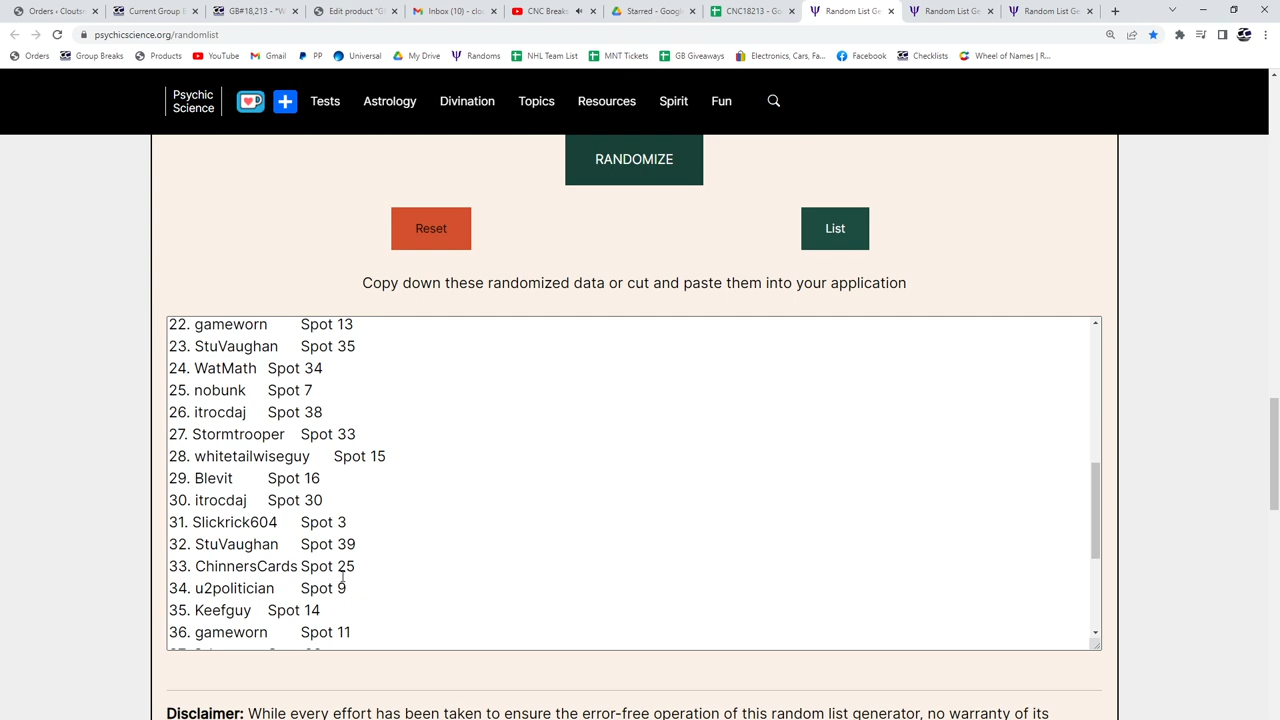 Orders ‹ Cloutsn
Current Group E
GB#18,213 - *W
Edit product "G
Inbox (10) - cloc
CNC Breaks
Starred - Google
CNC18213 - Go
Random List Ge
Random List Ge
Random List Ge
psychicscience.org/randomlist
Orders
Group Breaks
Products
YouTube
Gmail
PP
Universal
My Drive
Randoms
NHL Team List
MNT Tickets
GB Giveaways
Electronics, Cars, Fa...
Facebook
Checklists
Wheel of Names | R...
Psychic
Science
Tests
Astrology
Divination
Topics
Resources
Spirit
Fun
RANDOMIZE
Reset
List
Copy down these randomized data or cut and paste them into your application
22. gameworn Spot 13
23. StuVaughan Spot 35
24. WatMath Spot 34
25. nobunk Spot 7
26. itrocdaj Spot 38
27. Stormtrooper Spot 33
28. whitetailwiseguy Spot 15
29. Blevit Spot 16
30. itrocdaj Spot 30
31. Slickrick604 Spot 3
32. StuVaughan Spot 39
33. ChinnersCards Spot 25
34. u2politician Spot 9
35. Keefguy Spot 14
36. gameworn Spot 11
Disclaimer: While every effort has been taken to ensure the error-free operation of this random list generator, no warranty of its